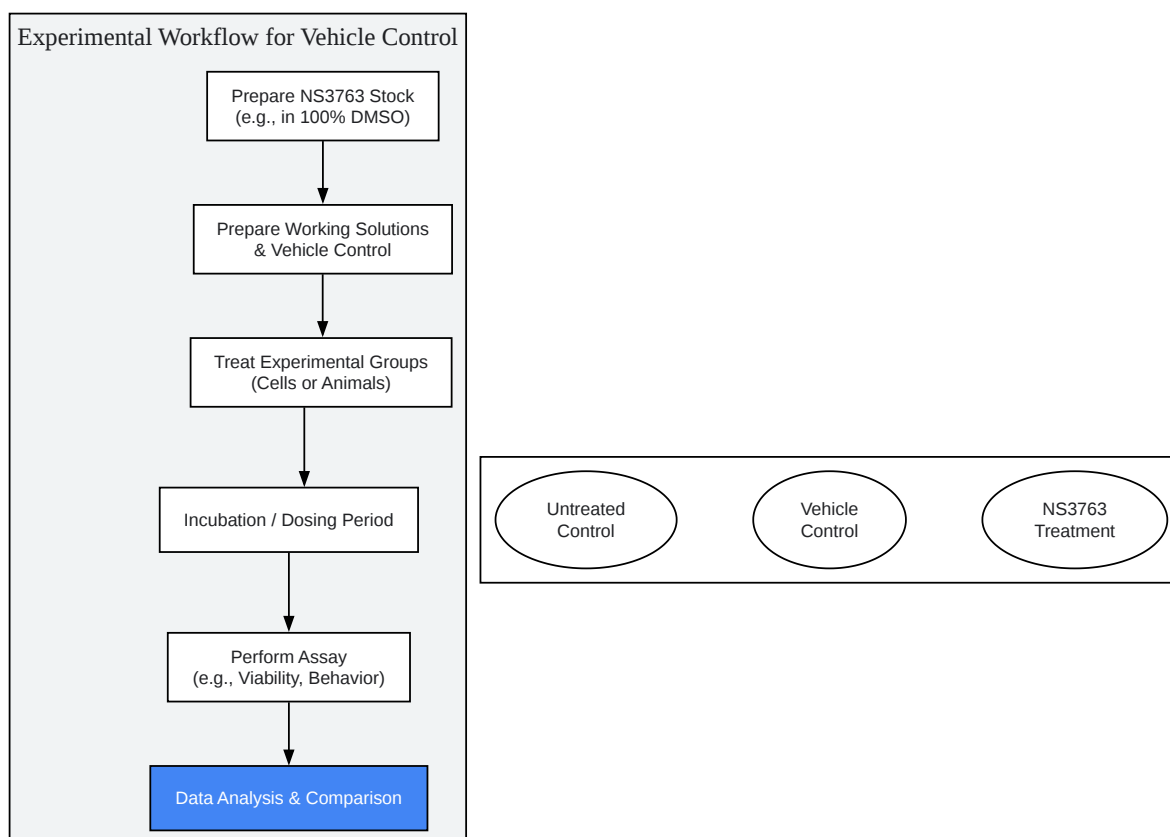 Experimental Workflow for Vehicle Control
Prepare NS3763 Stock
(e.g., in 100% DMSO)
Prepare Working Solutions
& Vehicle Control
Treat Experimental Groups
(Cells or Animals)
Incubation / Dosing Period
Untreated
Control
Vehicle
Control
NS3763
Treatment
Perform Assay
(e.g., Viability, Behavior)
Data Analysis & Comparison